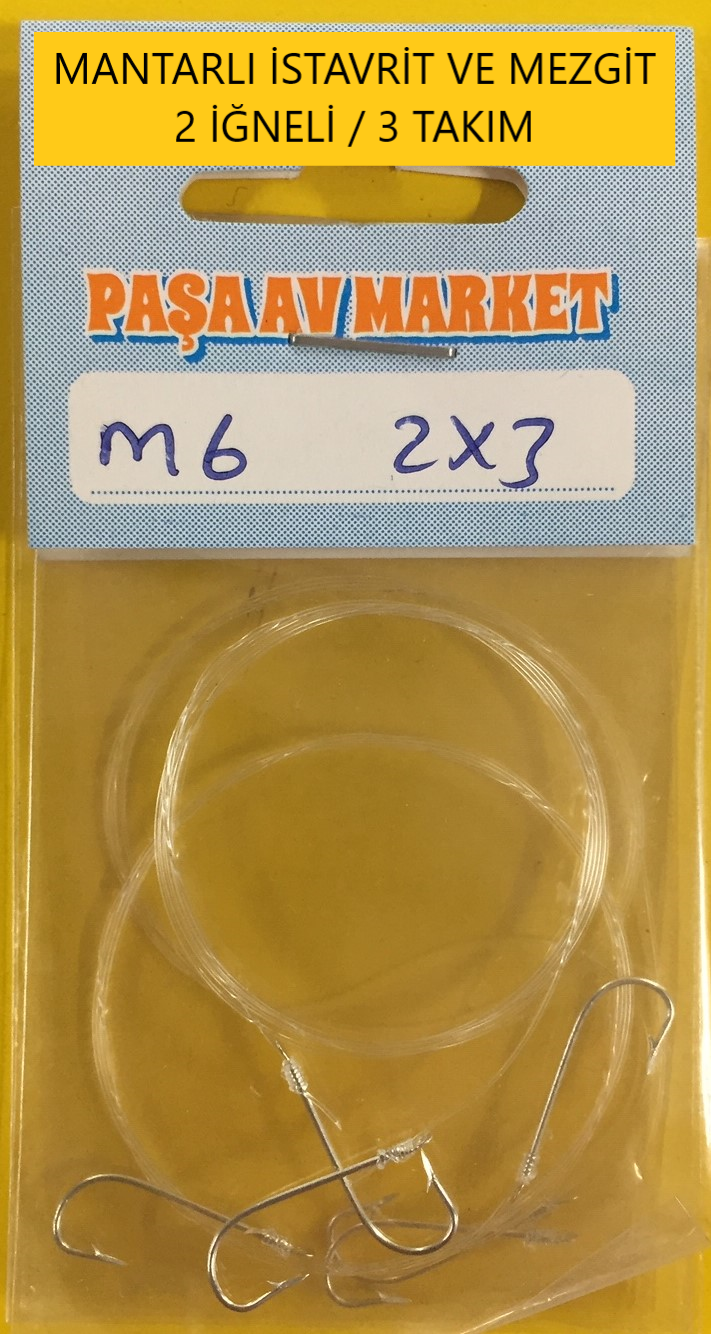 MANTARLI İSTAVRİT VE MEZGİT
2 İĞNELİ / 3 TAKIM
PAŞA AV MARKET
M6 2X3